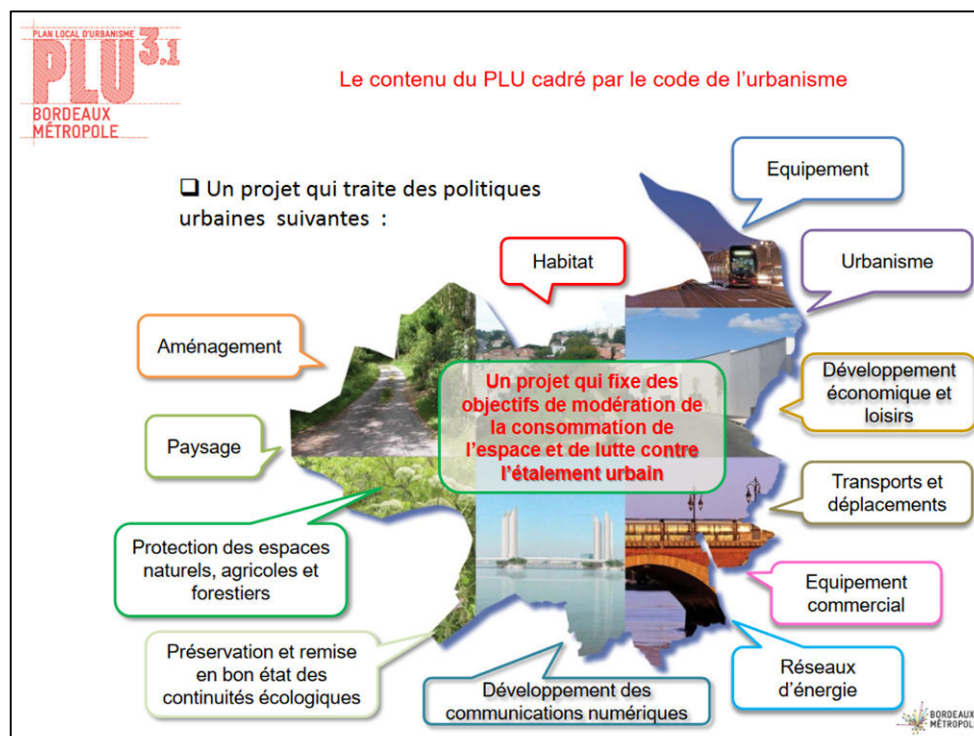 PLAN LOCAL D'URBANISME
PLU 3.1
BORDEAUX
MÉTROPOLE
Le contenu du PLU cadré par le code de l'urbanisme
Un projet qui traite des politiques
urbaines suivantes :
Equipement
Habitat
Urbanisme
Aménagement
Un projet qui fixe des
objectifs de modération de
la consommation de
l'espace et de lutte contre
l'étalement urbain
Développement
économique et
loisirs
Paysage
Transports et
déplacements
Protection des espaces
naturels, agricoles et
forestiers
Equipement
commercial
Préservation et remise
en bon état des
continuités écologiques
Développement des
communications numériques
Réseaux
d'énergie
BORDEAUX
MÉTROPOLE